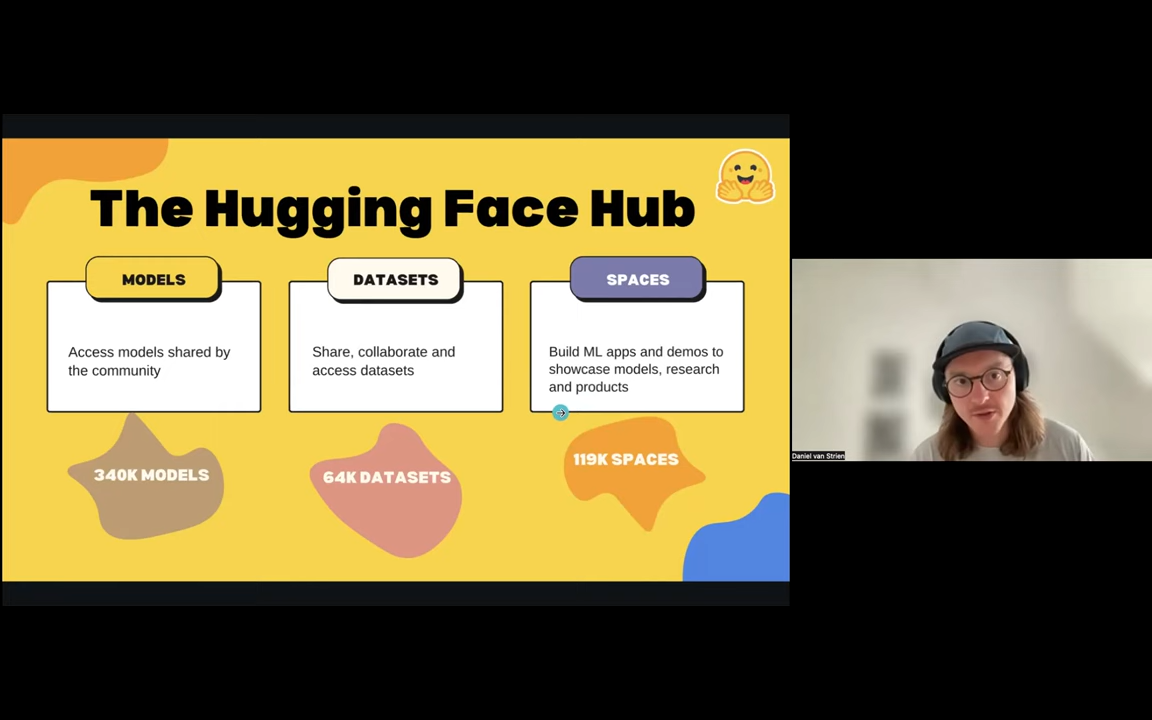 The Hugging Face Hub
MODELS
Access models shared by
the community
340K MODELS
DATASETS
Share, collaborate and
access datasets
64K DATASETS
SPACES
Build ML apps and demos to
showcase models, research
and products
119K SPACES
Daniel van Strien